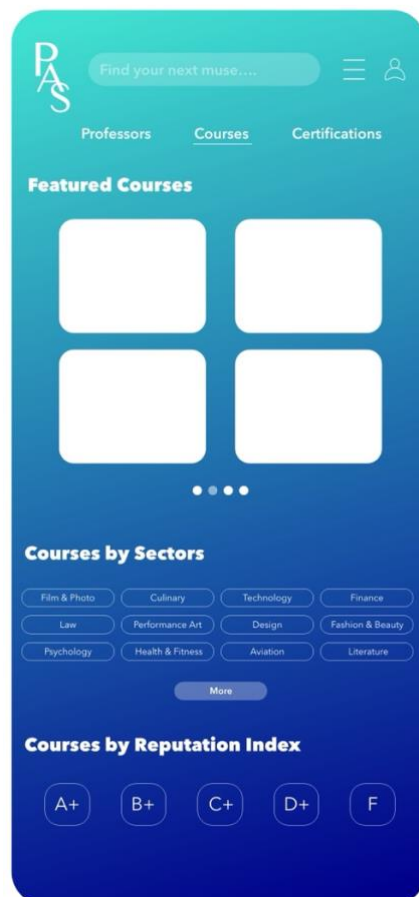 PAS
Find your next muse....
Professors Courses Certifications
Featured Courses
Courses by Sectors
Film & Photo Culinary Technology Finance
Law Performance Art Design Fashion & Beauty
Psychology Health & Fitness Aviation Literature
More
Courses by Reputation Index
A+ B+ C+ D+ F